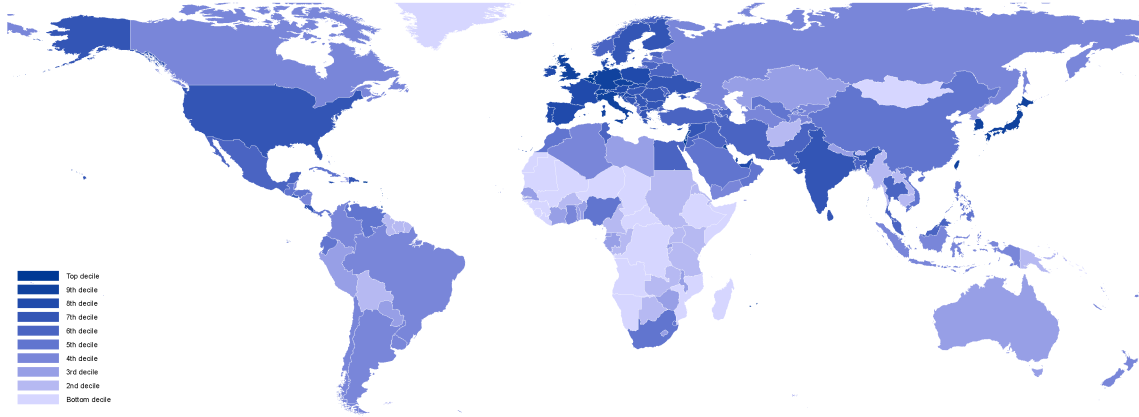 Top decile
9th decile
8th decile
7th decile
6th decile
5th decile
4th decile
3rd decile
2nd decile
Bottom decile